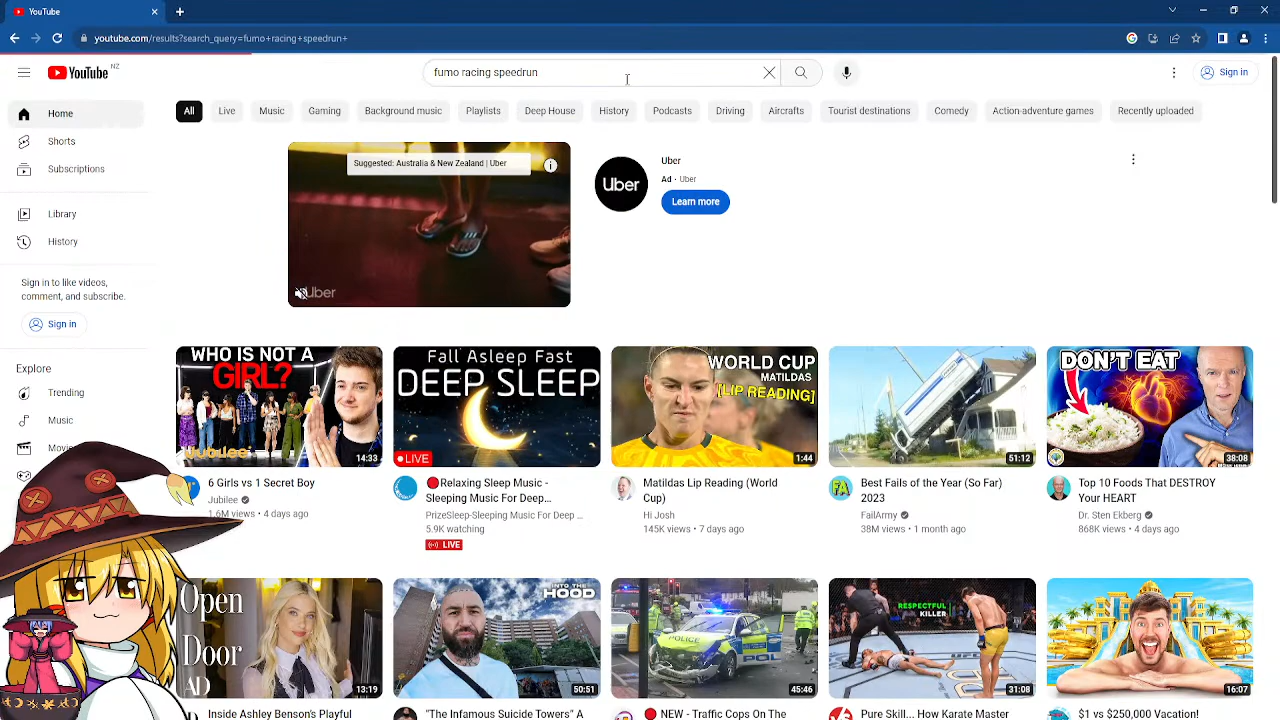 YouTube
youtube.com/results?search_query=fumo+racing+speedrun+
YouTube NZ
fumo racing speedrun
Sign in
All
Live
Music
Gaming
Background music
Playlists
Deep House
History
Podcasts
Driving
Aircrafts
Tourist destinations
Comedy
Action-adventure games
Recently uploaded
Home
Shorts
Subscriptions
Library
History
Sign in to like videos,
comment, and subscribe.
Sign in
Explore
Trending
Music
Suggested: Australia & New Zealand | Uber
Uber
Uber
Uber
Ad · Uber
Learn more
WHO IS NOT A
GIRL?
Jubilee
14:33
6 Girls vs 1 Secret Boy
Jubilee
1.6M views • 4 days ago
Fall Asleep Fast
DEEP SLEEP
LIVE
Relaxing Sleep Music -
Sleeping Music For Deep...
PrizeSleep-Sleeping Music For Deep ...
5.9K watching
LIVE
WORLD CUP
MATILDAS
[LIP READING]
1:44
Matildas Lip Reading (World
Cup)
Hi Josh
145K views • 7 days ago
51:12
FA
Best Fails of the Year (So Far)
2023
FailArmy
38M views • 1 month ago
DON'T EAT
38:08
Top 10 Foods That DESTROY
Your HEART
Dr. Sten Ekberg
868K views • 4 days ago
Open
Door
AD
13:19
Inside Ashley Benson's Playful
INTO THE
HOOD
50:51
"The Infamous Suicide Towers" A
POLICE
45:46
NEW - Traffic Cops On The
RESPECTFUL
KILLER
31:08
Pure Skill... How Karate Master
16:07
$1 vs $250,000 Vacation!